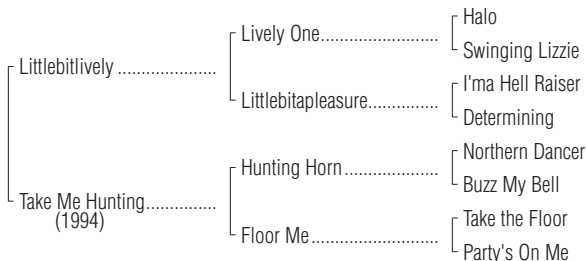 Halo
Lively One
Swinging Lizzie
Littlebitlively
I'ma Hell Raiser
Littlebitapleasure
Determining
Northern Dancer
Hunting Horn
Buzz My Bell
Take Me Hunting
(1994)
Take the Floor
Floor Me
Party's On Me